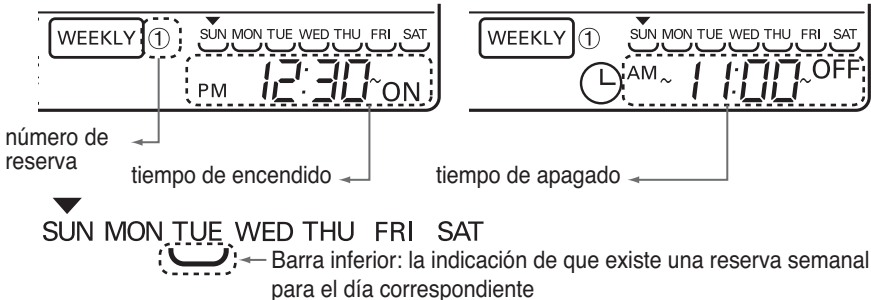 WEEKLY ① SUN MON TUE WED THU FRI SAT
PM 12:30~ON
WEEKLY ① SUN MON TUE WED THU FRI SAT
AM~ 11:00~OFF
número de
reserva
tiempo de encendido
tiempo de apagado
SUN MON TUE WED THU FRI SAT
Barra inferior: la indicación de que existe una reserva semanal
para el día correspondiente